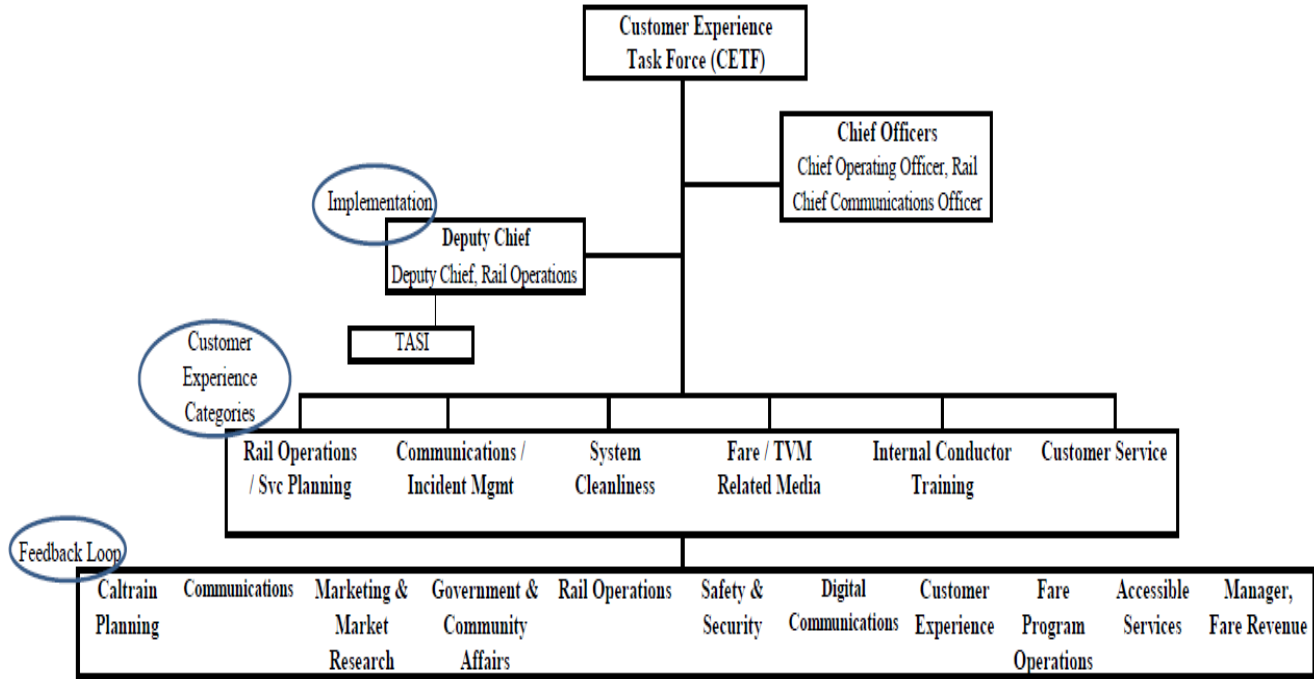 Customer Experience
Task Force (CETF)
Chief Officers
Chief Operating Officer, Rail
Chief Communications Officer
Implementation
Deputy Chief
Deputy Chief, Rail Operations
TASI
Customer
Experience
Categories
Rail Operations
/ Svc Planning
Communications /
Incident Mgmt
System
Cleanliness
Fare / TVM
Related Media
Internal Conductor
Training
Customer Service
Feedback Loop
Caltrain
Planning
Communications
Marketing &
Market
Research
Government &
Community
Affairs
Rail Operations
Safety &
Security
Digital
Communications
Customer
Experience
Fare
Program
Operations
Accessible
Services
Manager,
Fare Revenue